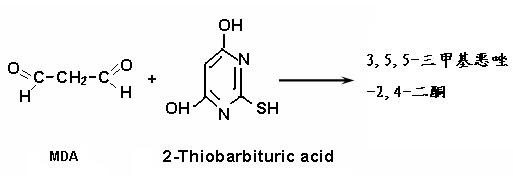 OH
O
C-CH₂-C
O
H
H
+
N
OH
N
SH
3,5,5-三甲基恶唑
-2,4-二酮
MDA
2-Thiobarbituric acid